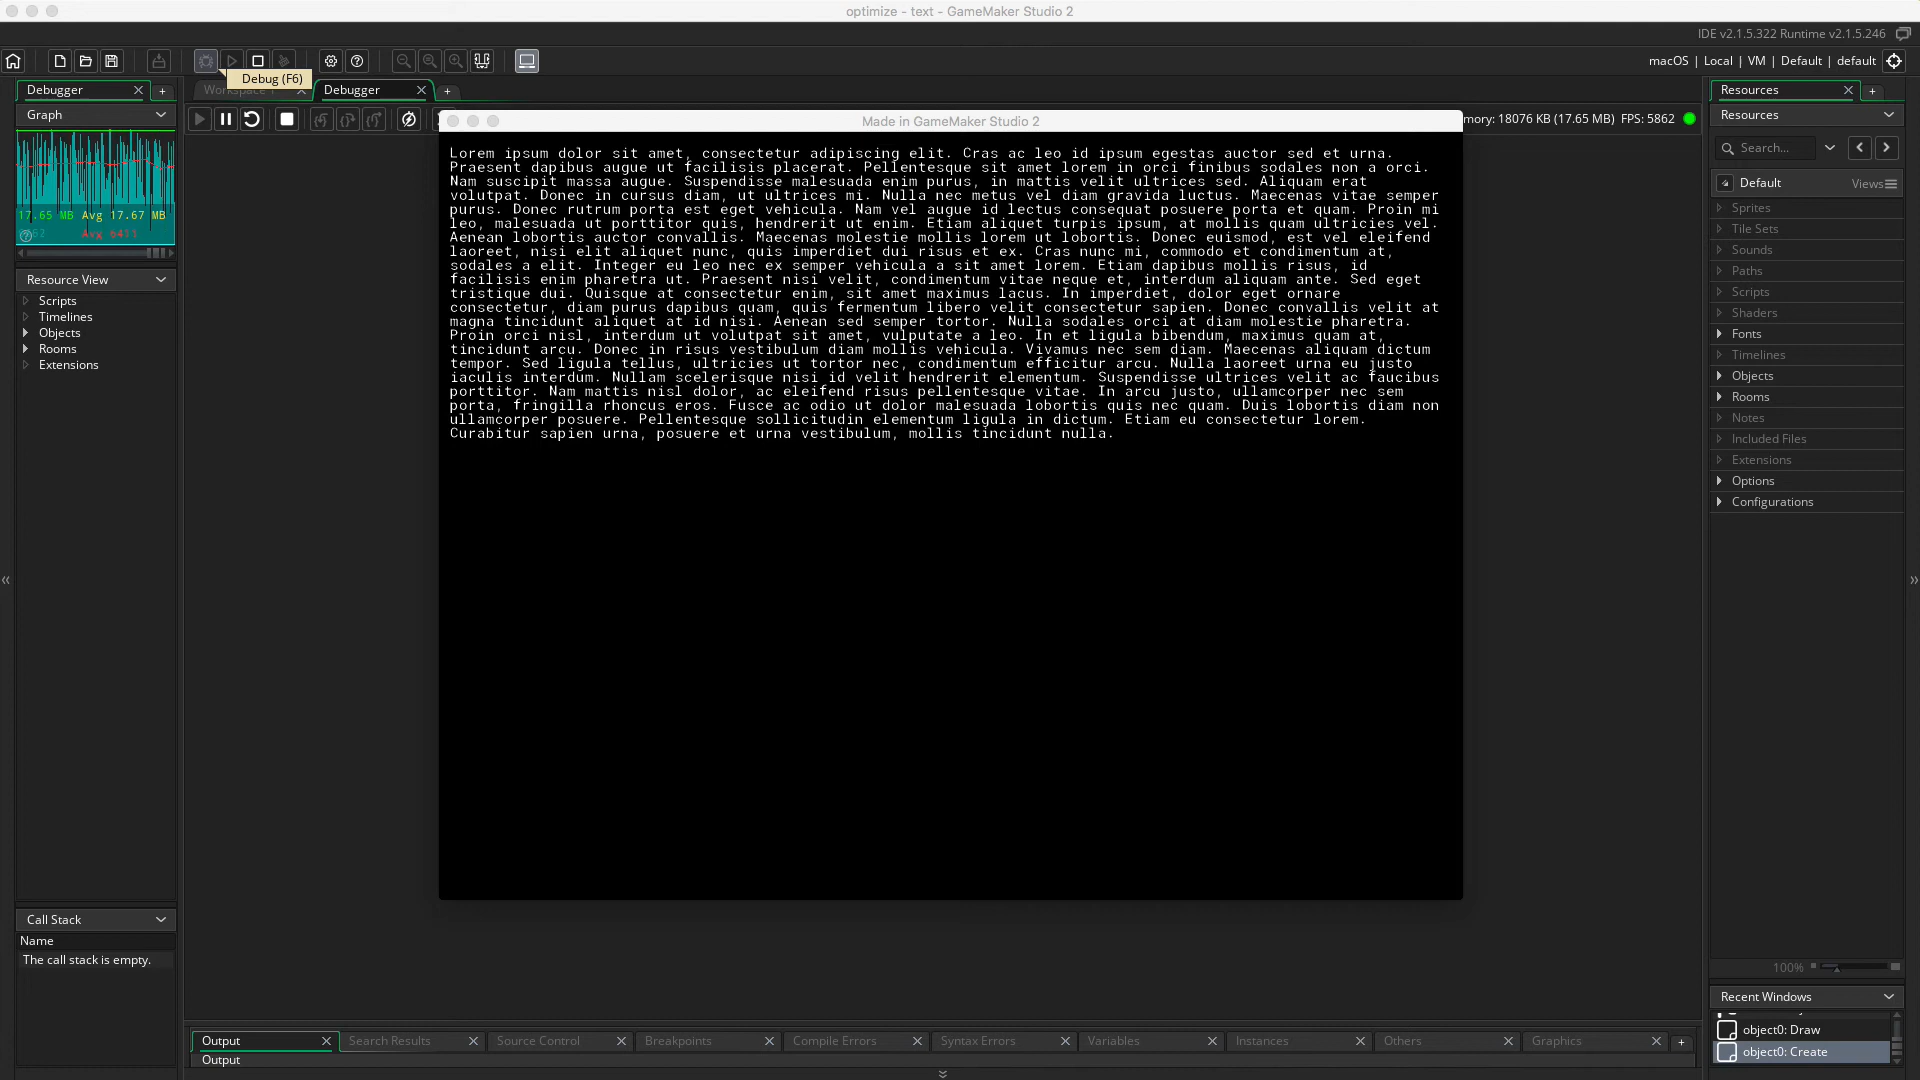 optimize - text - GameMaker Studio 2
IDE v2.1.5.322 Runtime v2.1.5.246
macOS | Local | VM | Default | default
Debug (F6)
Debugger
Workspace 1
Debugger
Resources
Graph
Made in GameMaker Studio 2
mory: 18076 KB (17.65 MB) FPS: 5862
Resources
17.65 MB Avg 17.67 MB
Avg 6411
Search...
Default
Views
Resource View
Scripts
Timelines
Objects
Rooms
Extensions
Lorem ipsum dolor sit amet, consectetur adipiscing elit. Cras ac leo id ipsum egestas auctor sed et urna.
Praesent dapibus augue ut facilisis placerat. Pellentesque sit amet lorem in orci finibus sodales non a orci.
Nam suscipit massa augue. Suspendisse malesuada enim purus, in mattis velit ultrices sed. Aliquam erat
volutpat. Donec in cursus diam, ut ultrices mi. Nulla nec metus vel diam gravida luctus. Maecenas vitae semper
purus. Donec rutrum porta est eget vehicula. Nam vel augue id lectus consequat posuere porta et quam. Proin mi
leo, malesuada ut porttitor quis, hendrerit ut enim. Etiam aliquet turpis ipsum, at mollis quam ultricies vel.
Aenean lobortis auctor convallis. Maecenas molestie mollis lorem ut lobortis. Donec euismod, est vel eleifend
laoreet, nisi elit aliquet nunc, quis imperdiet dui risus et ex. Cras nunc mi, commodo et condimentum at,
sodales a elit. Integer eu leo nec ex semper vehicula a sit amet lorem. Etiam dapibus mollis risus, id
facilisis enim pharetra ut. Praesent nisi velit, condimentum vitae neque et, interdum aliquam ante. Sed eget
tristique dui. Quisque at consectetur enim, sit amet maximus lacus. In imperdiet, dolor eget ornare
consectetur, diam purus dapibus quam, quis fermentum libero velit consectetur sapien. Donec convallis velit at
magna tincidunt aliquet at id nisi. Aenean sed semper tortor. Nulla sodales orci at diam molestie pharetra.
Proin orci nisl, interdum ut volutpat sit amet, vulputate a leo. In et ligula bibendum, maximus quam at,
tincidunt arcu. Donec in risus vestibulum diam mollis vehicula. Vivamus nec sem diam. Maecenas aliquam dictum
tempor. Sed ligula tellus, ultricies ut tortor nec, condimentum efficitur arcu. Nulla laoreet urna eu justo
iaculis interdum. Nullam scelerisque nisi id velit hendrerit elementum. Suspendisse ultrices velit ac faucibus
porttitor. Nam mattis nisl dolor, ac eleifend risus pellentesque vitae. In arcu justo, ullamcorper nec sem
porta, fringilla rhoncus eros. Fusce ac odio ut dolor malesuada lobortis quis nec quam. Duis lobortis diam non
ullamcorper posuere. Pellentesque sollicitudin elementum ligula in dictum. Etiam eu consectetur lorem.
Curabitur sapien urna, posuere et urna vestibulum, mollis tincidunt nulla.
Sprites
Tile Sets
Sounds
Paths
Scripts
Shaders
Fonts
Timelines
Objects
Rooms
Notes
Included Files
Extensions
Options
Configurations
Call Stack
Name
The call stack is empty.
100%
Recent Windows
object0: Draw
object0: Create
Output
Search Results
Source Control
Breakpoints
Compile Errors
Syntax Errors
Variables
Instances
Others
Graphics
Output